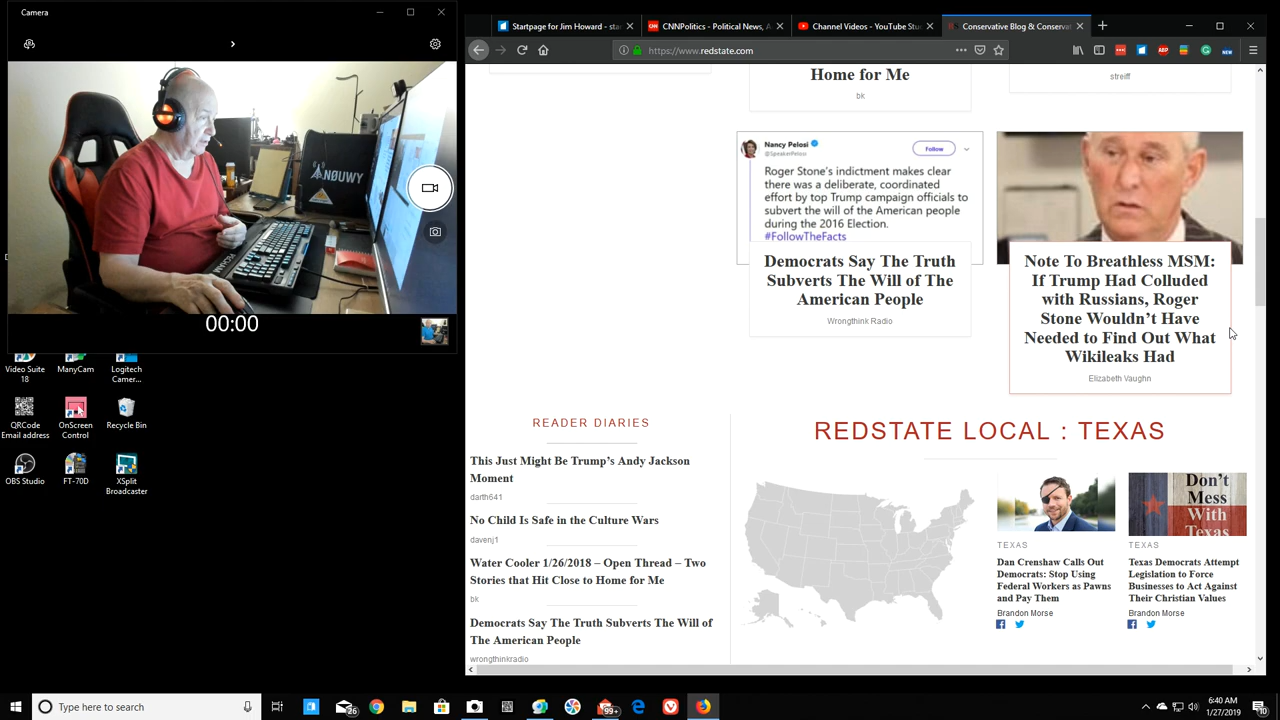 Camera
00:00
NØUWY
Video Suite
18
ManyCam
Logitech
Camer...
QRCode
Email address
OnScreen
Control
Recycle Bin
OBS Studio
FT-70D
XSplit
Broadcaster
Startpage for Jim Howard - star
CNNPolitics - Political News, A
Channel Videos - YouTube Stu
Conservative Blog & Conservat
https://www.redstate.com
Home for Me
bk
streiff
Nancy Pelosi
@SpeakerPelosi
Follow
Roger Stone's indictment makes clear
there was a deliberate, coordinated
effort by top Trump campaign officials to
subvert the will of the American people
during the 2016 Election.
#FollowTheFacts
Democrats Say The Truth
Subverts The Will of The
American People
Wrongthink Radio
Note To Breathless MSM:
If Trump Had Colluded
with Russians, Roger
Stone Wouldn't Have
Needed to Find Out What
Wikileaks Had
Elizabeth Vaughn
READER DIARIES
This Just Might Be Trump's Andy Jackson
Moment
darth641
No Child Is Safe in the Culture Wars
davenj1
Water Cooler 1/26/2018 – Open Thread – Two
Stories that Hit Close to Home for Me
bk
Democrats Say The Truth Subverts The Will of
The American People
wrongthinkradio
REDSTATE LOCAL : TEXAS
Don't
Mess
With
Texas
TEXAS
Dan Crenshaw Calls Out
Democrats: Stop Using
Federal Workers as Pawns
and Pay Them
Brandon Morse
TEXAS
Texas Democrats Attempt
Legislation to Force
Businesses to Act Against
Their Christian Values
Brandon Morse
Type here to search
26
99+
6:40 AM
1/27/2019
10